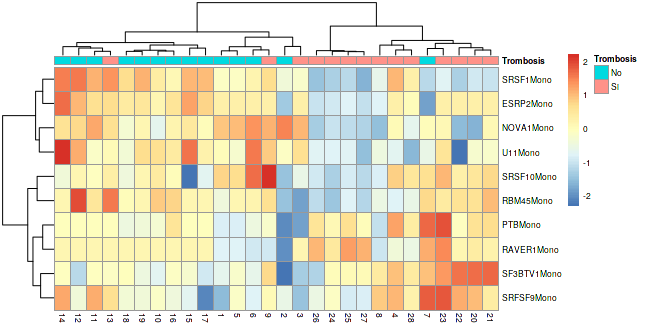 Trombosis
SRSF1Mono
ESRP2Mono
NOVA1Mono
U11Mono
SRSF10Mono
RBM45Mono
PTBMono
RAVER1Mono
SF3BTV1Mono
SRFSF9Mono
14 12 11 13 18 19 10 16 15 17 1 5 6 9 2 3 26 24 25 27 8 4 28 7 23 22 20 21
2
1
0
-1
-2
Trombosis
No
SI